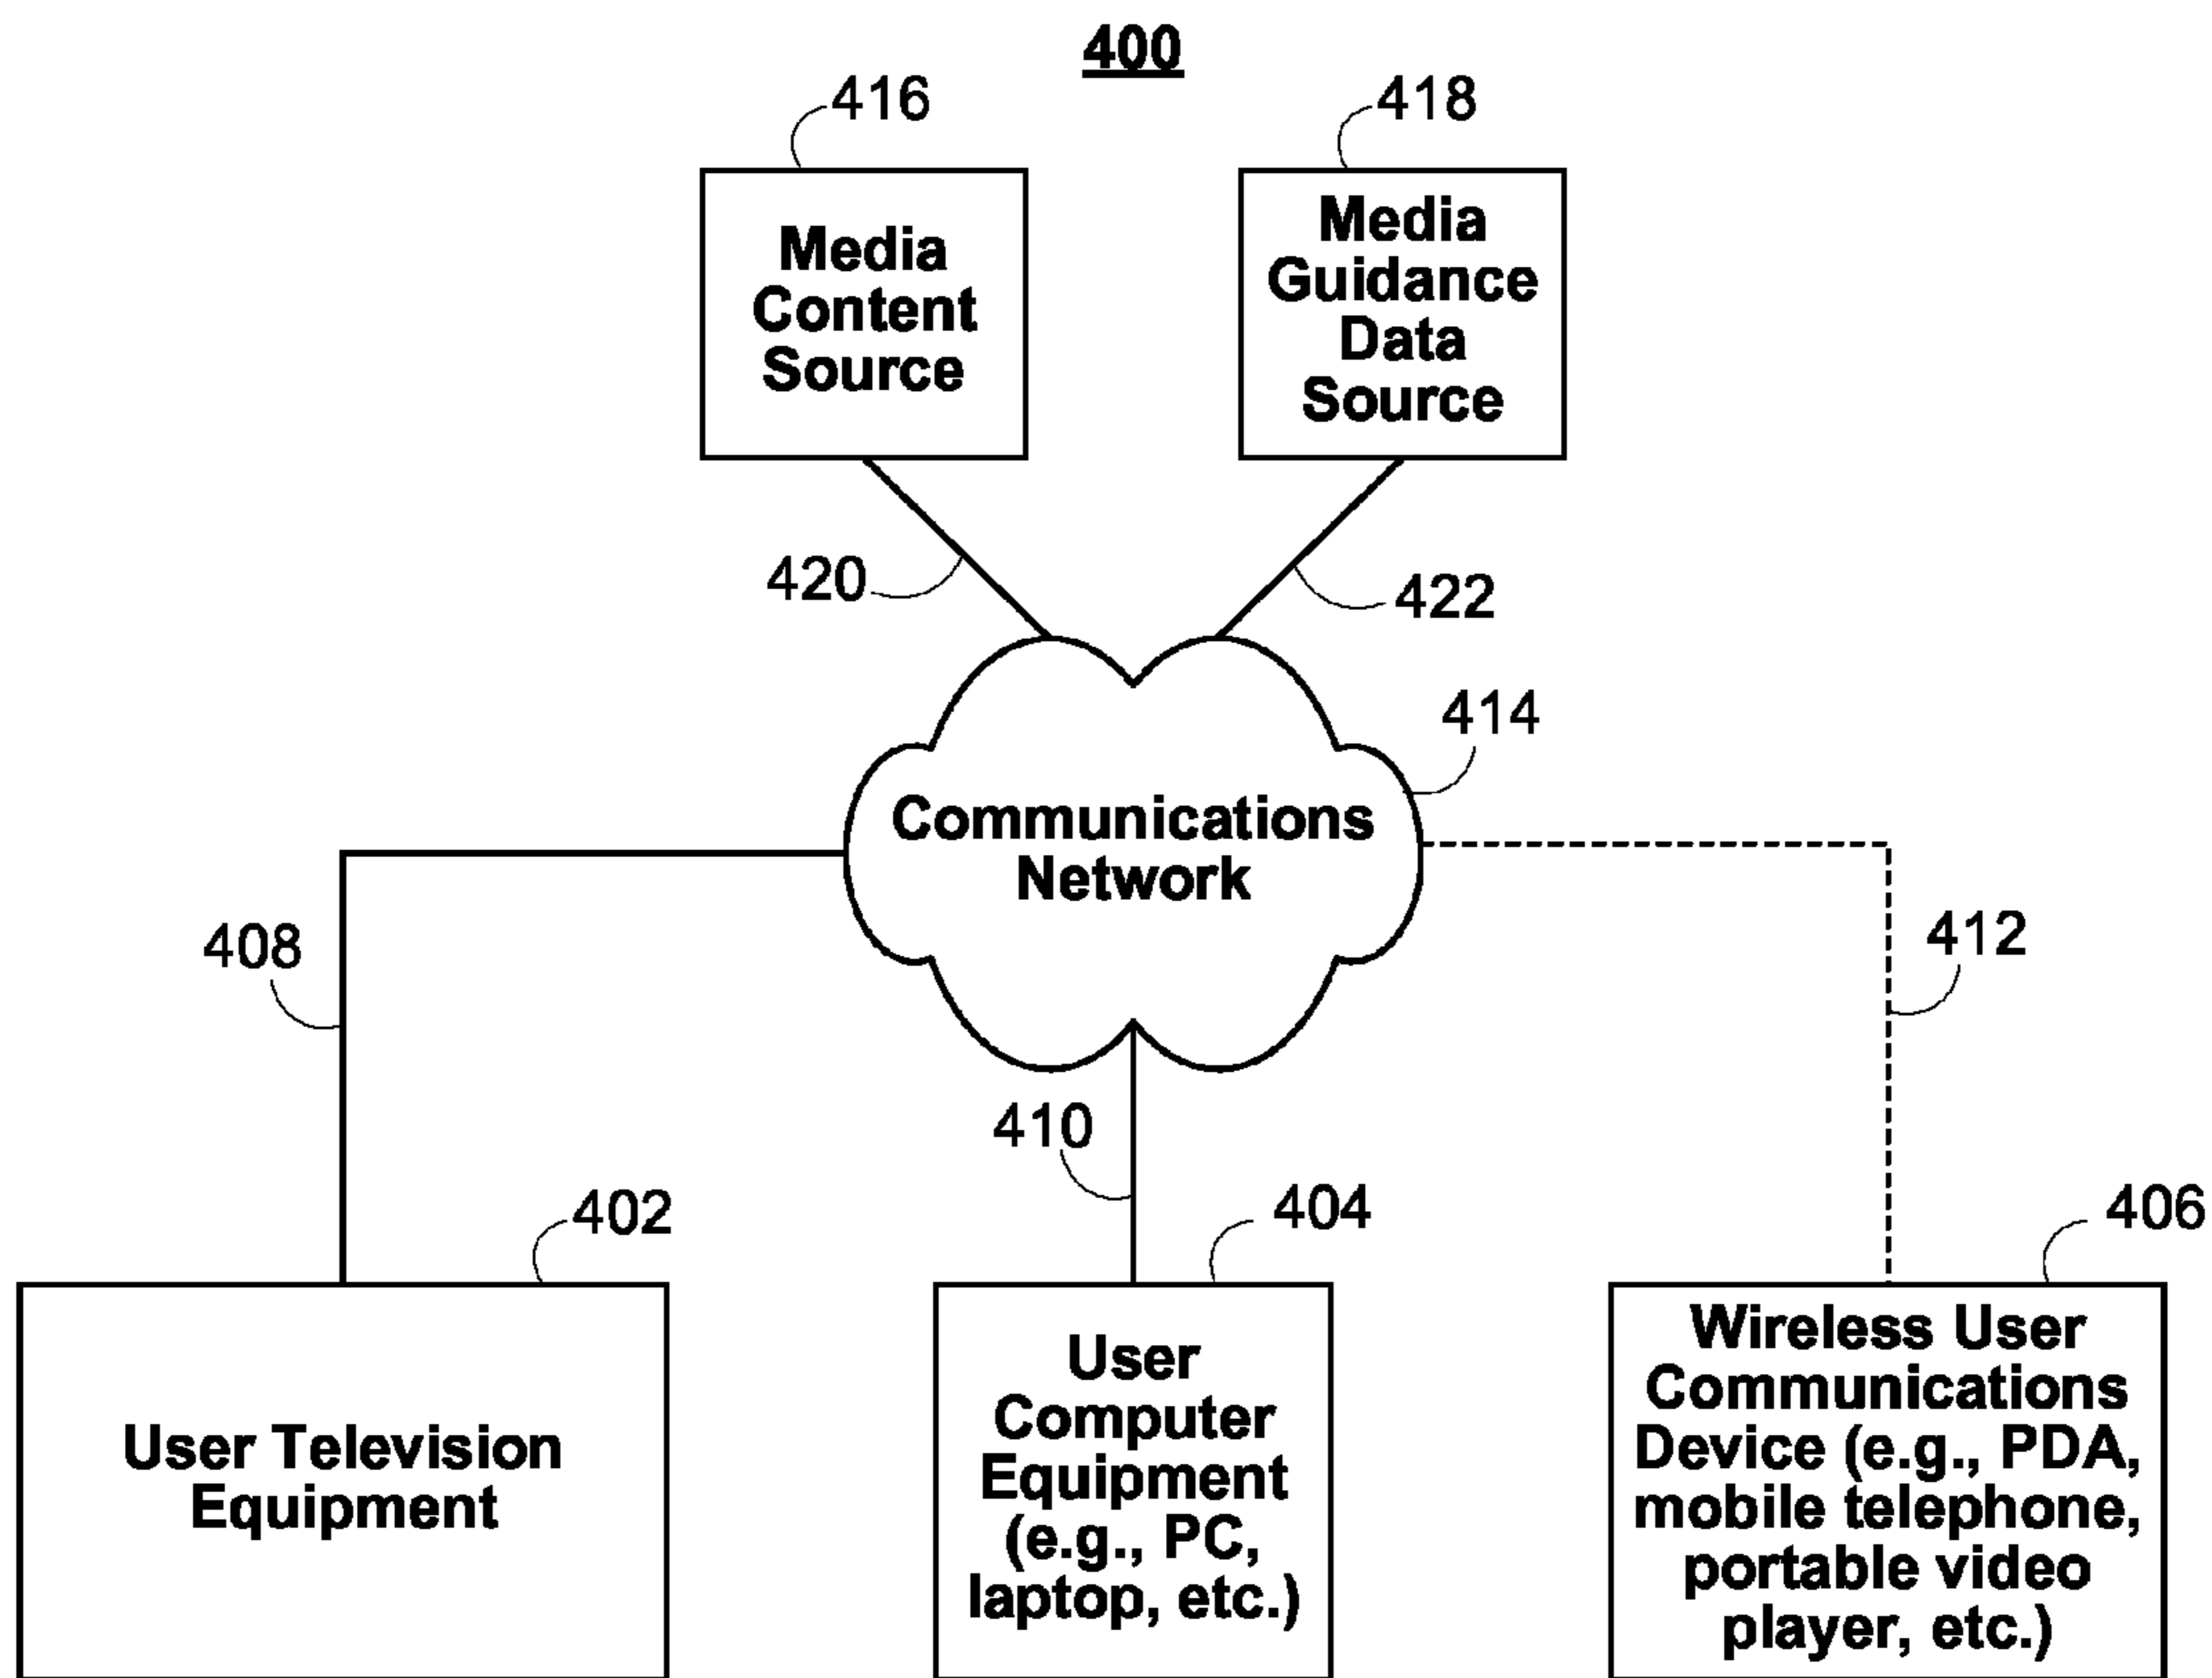 400
416
418
Media
Content
Source
Media
Guidance
Data
Source
420
422
414
Communications
Network
408
412
410
402
404
406
User Television
Equipment
User
Computer
Equipment
(e.g., PC,
laptop, etc.)
Wireless User
Communications
Device (e.g., PDA,
mobile telephone,
portable video
player, etc.)